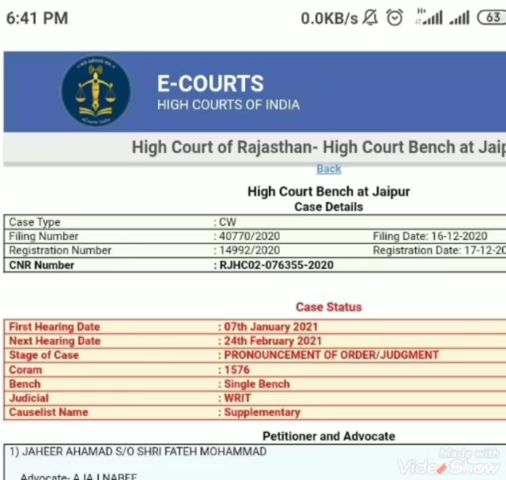 6:41 PM 0.0KB/s 63
E-COURTS
HIGH COURTS OF INDIA
High Court of Rajasthan- High Court Bench at Jaip
Back
High Court Bench at Jaipur
Case Details
Case Type : CW
Filing Number : 40770/2020 Filing Date: 16-12-2020
Registration Number : 14992/2020 Registration Date: 17-12-20
CNR Number : RJHC02-076355-2020
Case Status
First Hearing Date : 07th January 2021
Next Hearing Date : 24th February 2021
Stage of Case : PRONOUNCEMENT OF ORDER/JUDGMENT
Coram : 1576
Bench : Single Bench
Judicial : WRIT
Causelist Name : Supplementary
Petitioner and Advocate
1) JAHEER AHAMAD S/O SHRI FATEH MOHAMMAD
Made with
VideoShow
Advocate-